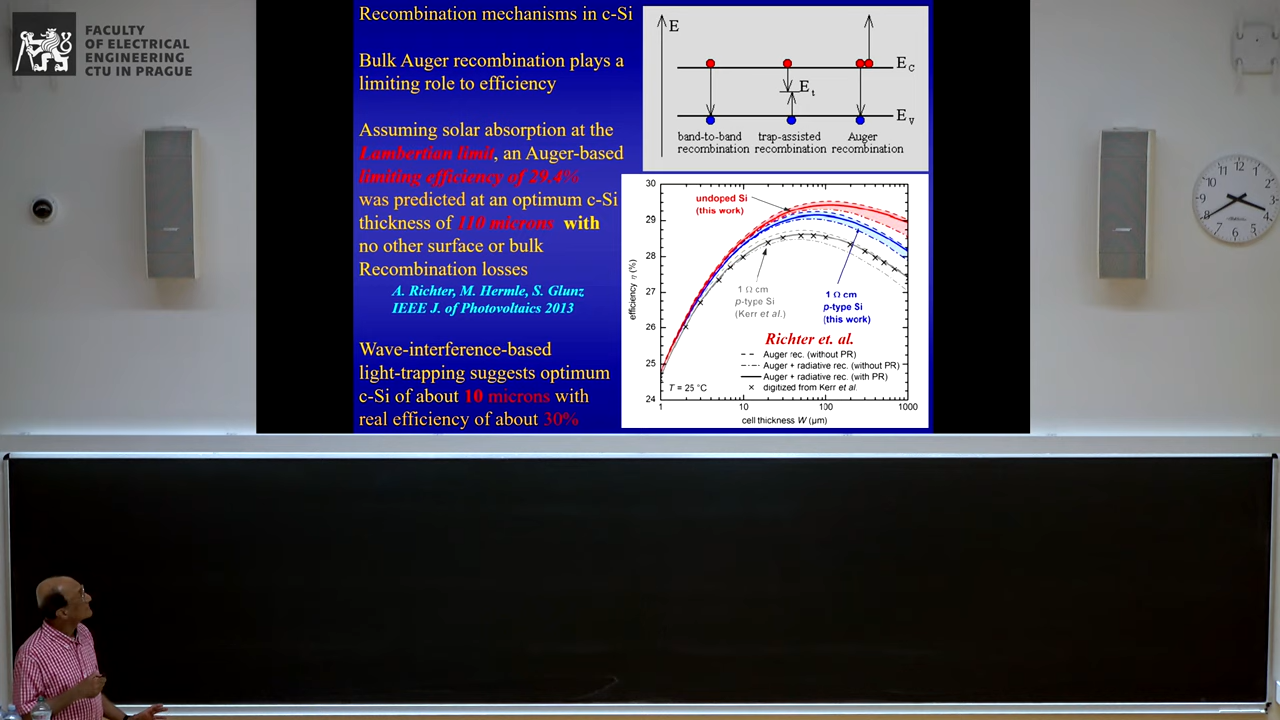 FACULTY
OF ELECTRICAL
ENGINEERING
CTU IN PRAGUE
Recombination mechanisms in c-Si
Bulk Auger recombination plays a
limiting role to efficiency
Assuming solar absorption at the
Lambertian limit, an Auger-based
limiting efficiency of 29.4%
was predicted at an optimum c-Si
thickness of 110 microns with
no other surface or bulk
Recombination losses
A. Richter, M. Hermle, S. Glunz
IEEE J. of Photovoltaics 2013
Wave-interference-based
light-trapping suggests optimum
c-Si of about 10 microns with
real efficiency of about 30%
E
E_C
E_t
E_V
band-to-band recombination
trap-assisted recombination
Auger recombination
30
29
28
27
26
25
24
efficiency η (%)
undoped Si
(this work)
1 Ω cm
p-type Si
(Kerr et al.)
1 Ω cm
p-type Si
(this work)
Richter et. al.
Auger rec. (without PR)
Auger + radiative rec. (without PR)
Auger + radiative rec. (with PR)
digitized from Kerr et al.
T = 25 °C
1 10 100 1000
cell thickness W (µm)